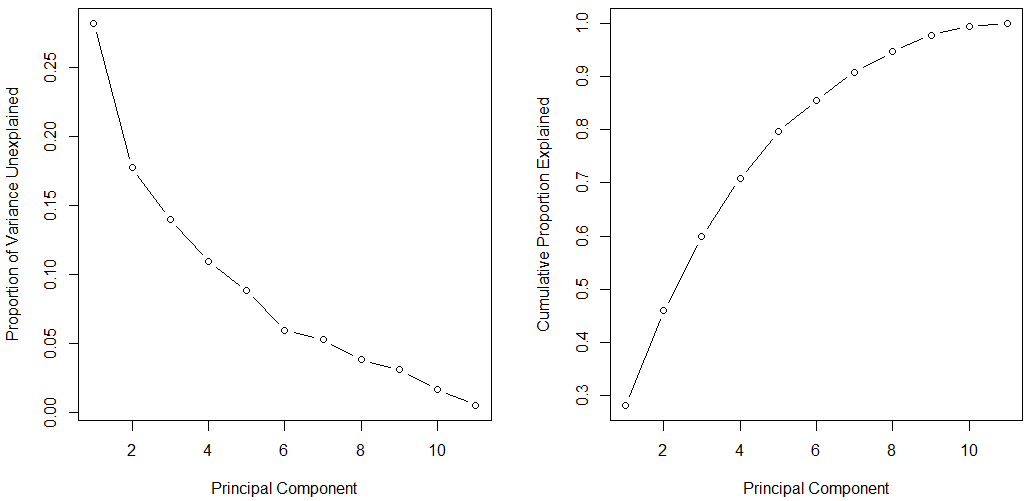 Proportion of Variance Unexplained
0.00 0.05 0.10 0.15 0.20 0.25
2 4 6 8 10
Principal Component
Cumulative Proportion Explained
0.3 0.4 0.5 0.6 0.7 0.8 0.9 1.0
2 4 6 8 10
Principal Component